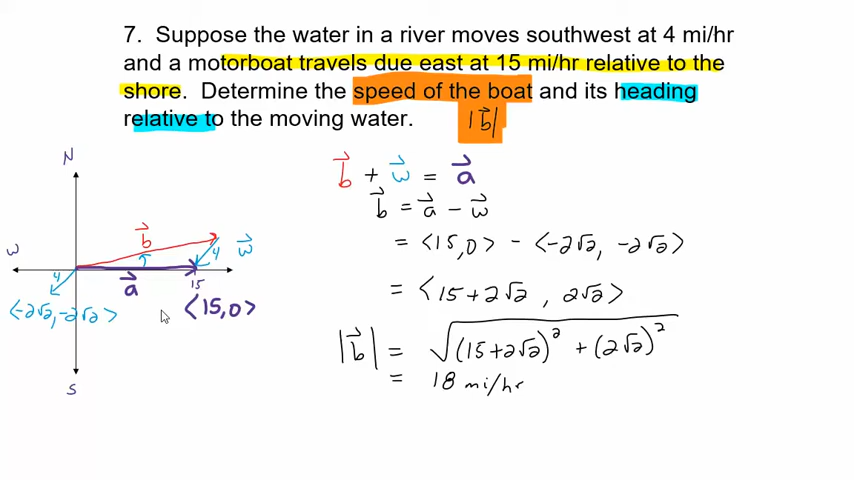 7. Suppose the water in a river moves southwest at 4 mi/hr
and a motorboat travels due east at 15 mi/hr relative to the
shore. Determine the speed of the boat and its heading
relative to the moving water.
|b⃗|
N
b⃗ + w⃗ = a⃗
b⃗ = a⃗ - w⃗
W
b⃗
4
w⃗
= <15,0> - <-2√2, -2√2>
4
a⃗
15
= <15+2√2, 2√2>
<-2√2, -2√2>
<15,0>
|b⃗| = √(15+2√2)² + (2√2)²
= 18 mi/hr
S